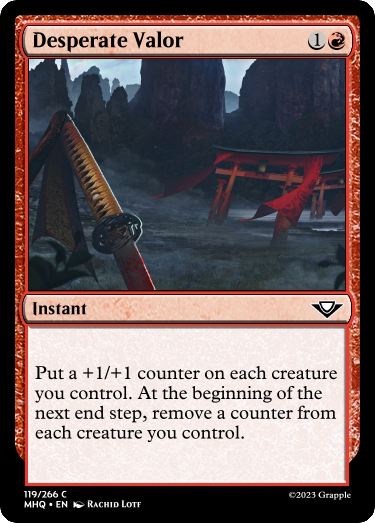 Desperate Valor 1
Instant
Put a +1/+1 counter on each creature
you control. At the beginning of the
next end step, remove a counter from
each creature you control.
119/266 C
MHQ • EN Rachid Lotf
©2023 Grapple